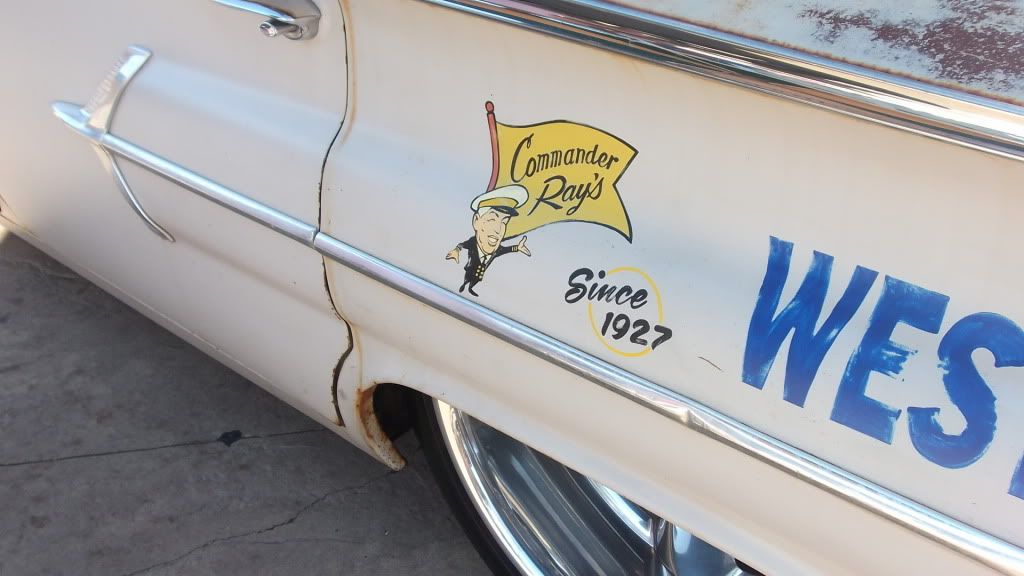 Commander
Ray's
Since
1927
WES